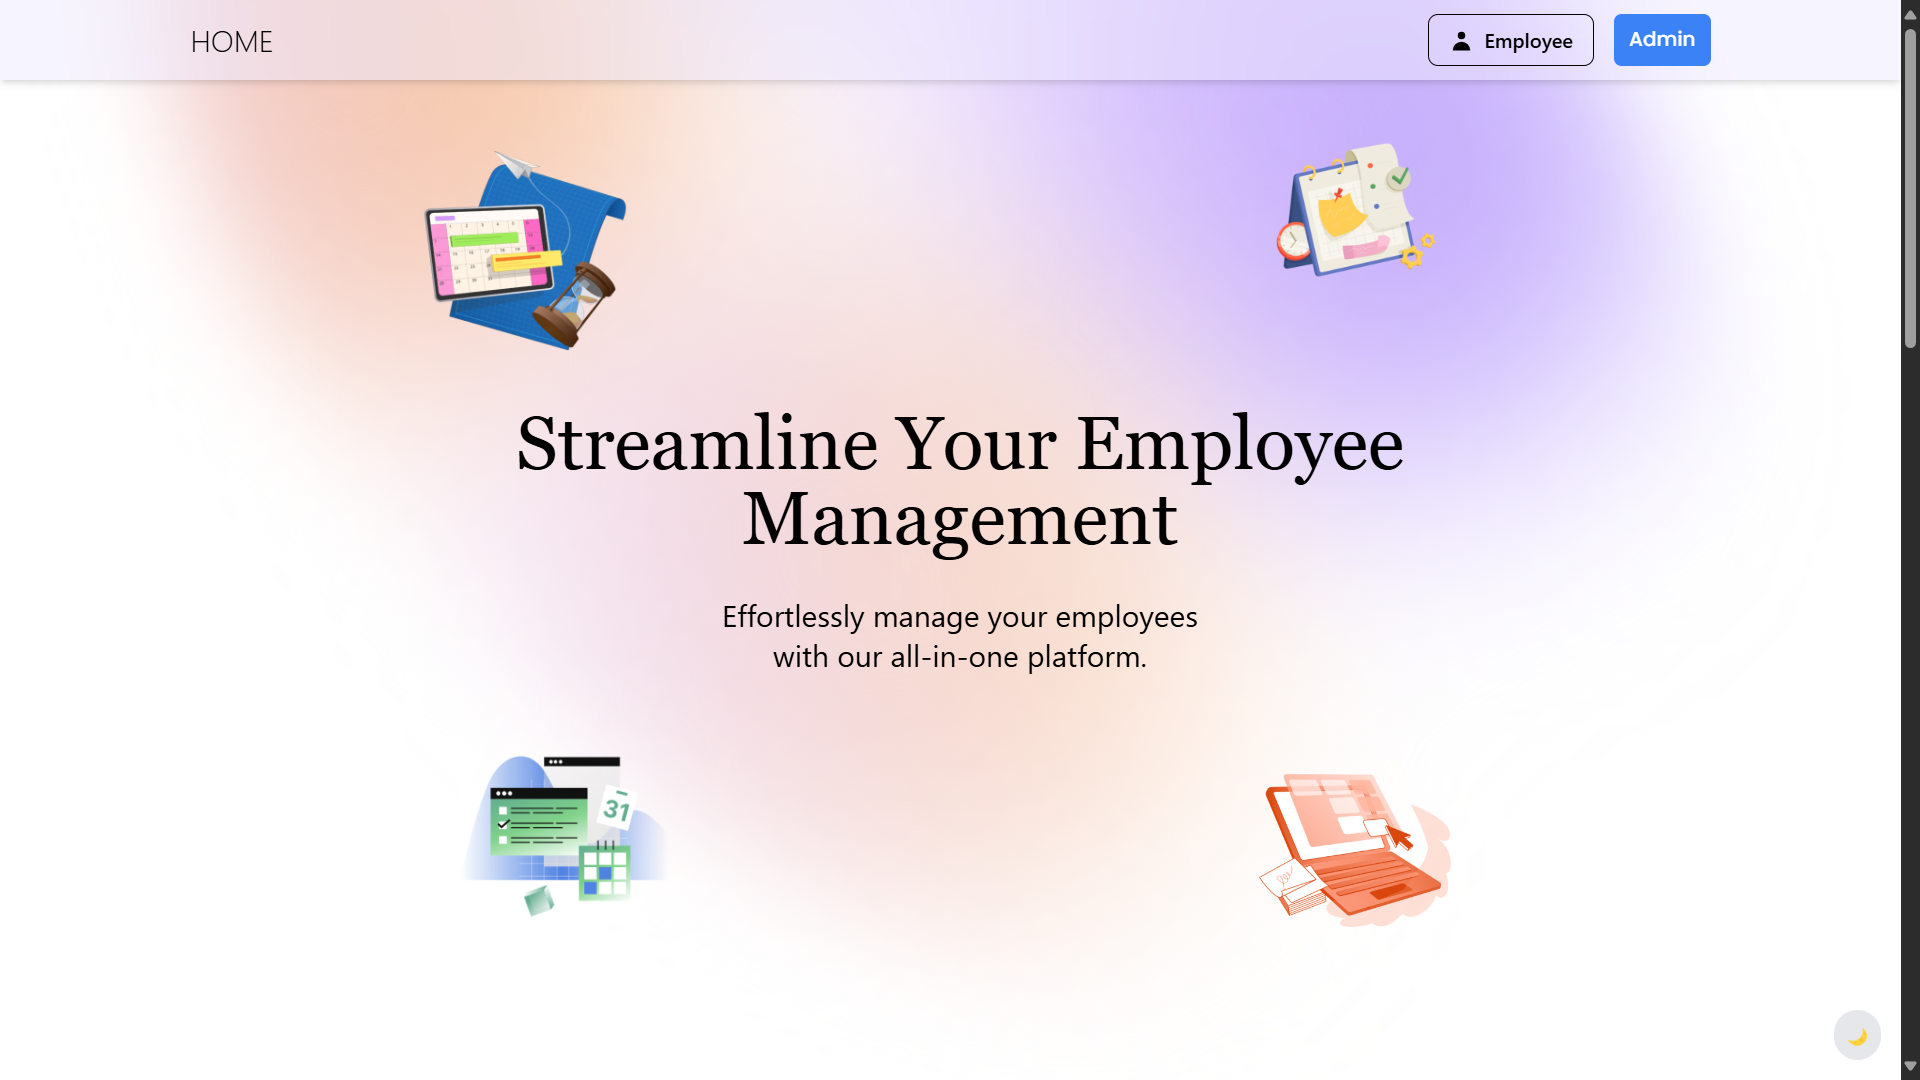 HOME
Employee
Admin
Streamline Your Employee
Management
Effortlessly manage your employees
with our all-in-one platform.
31